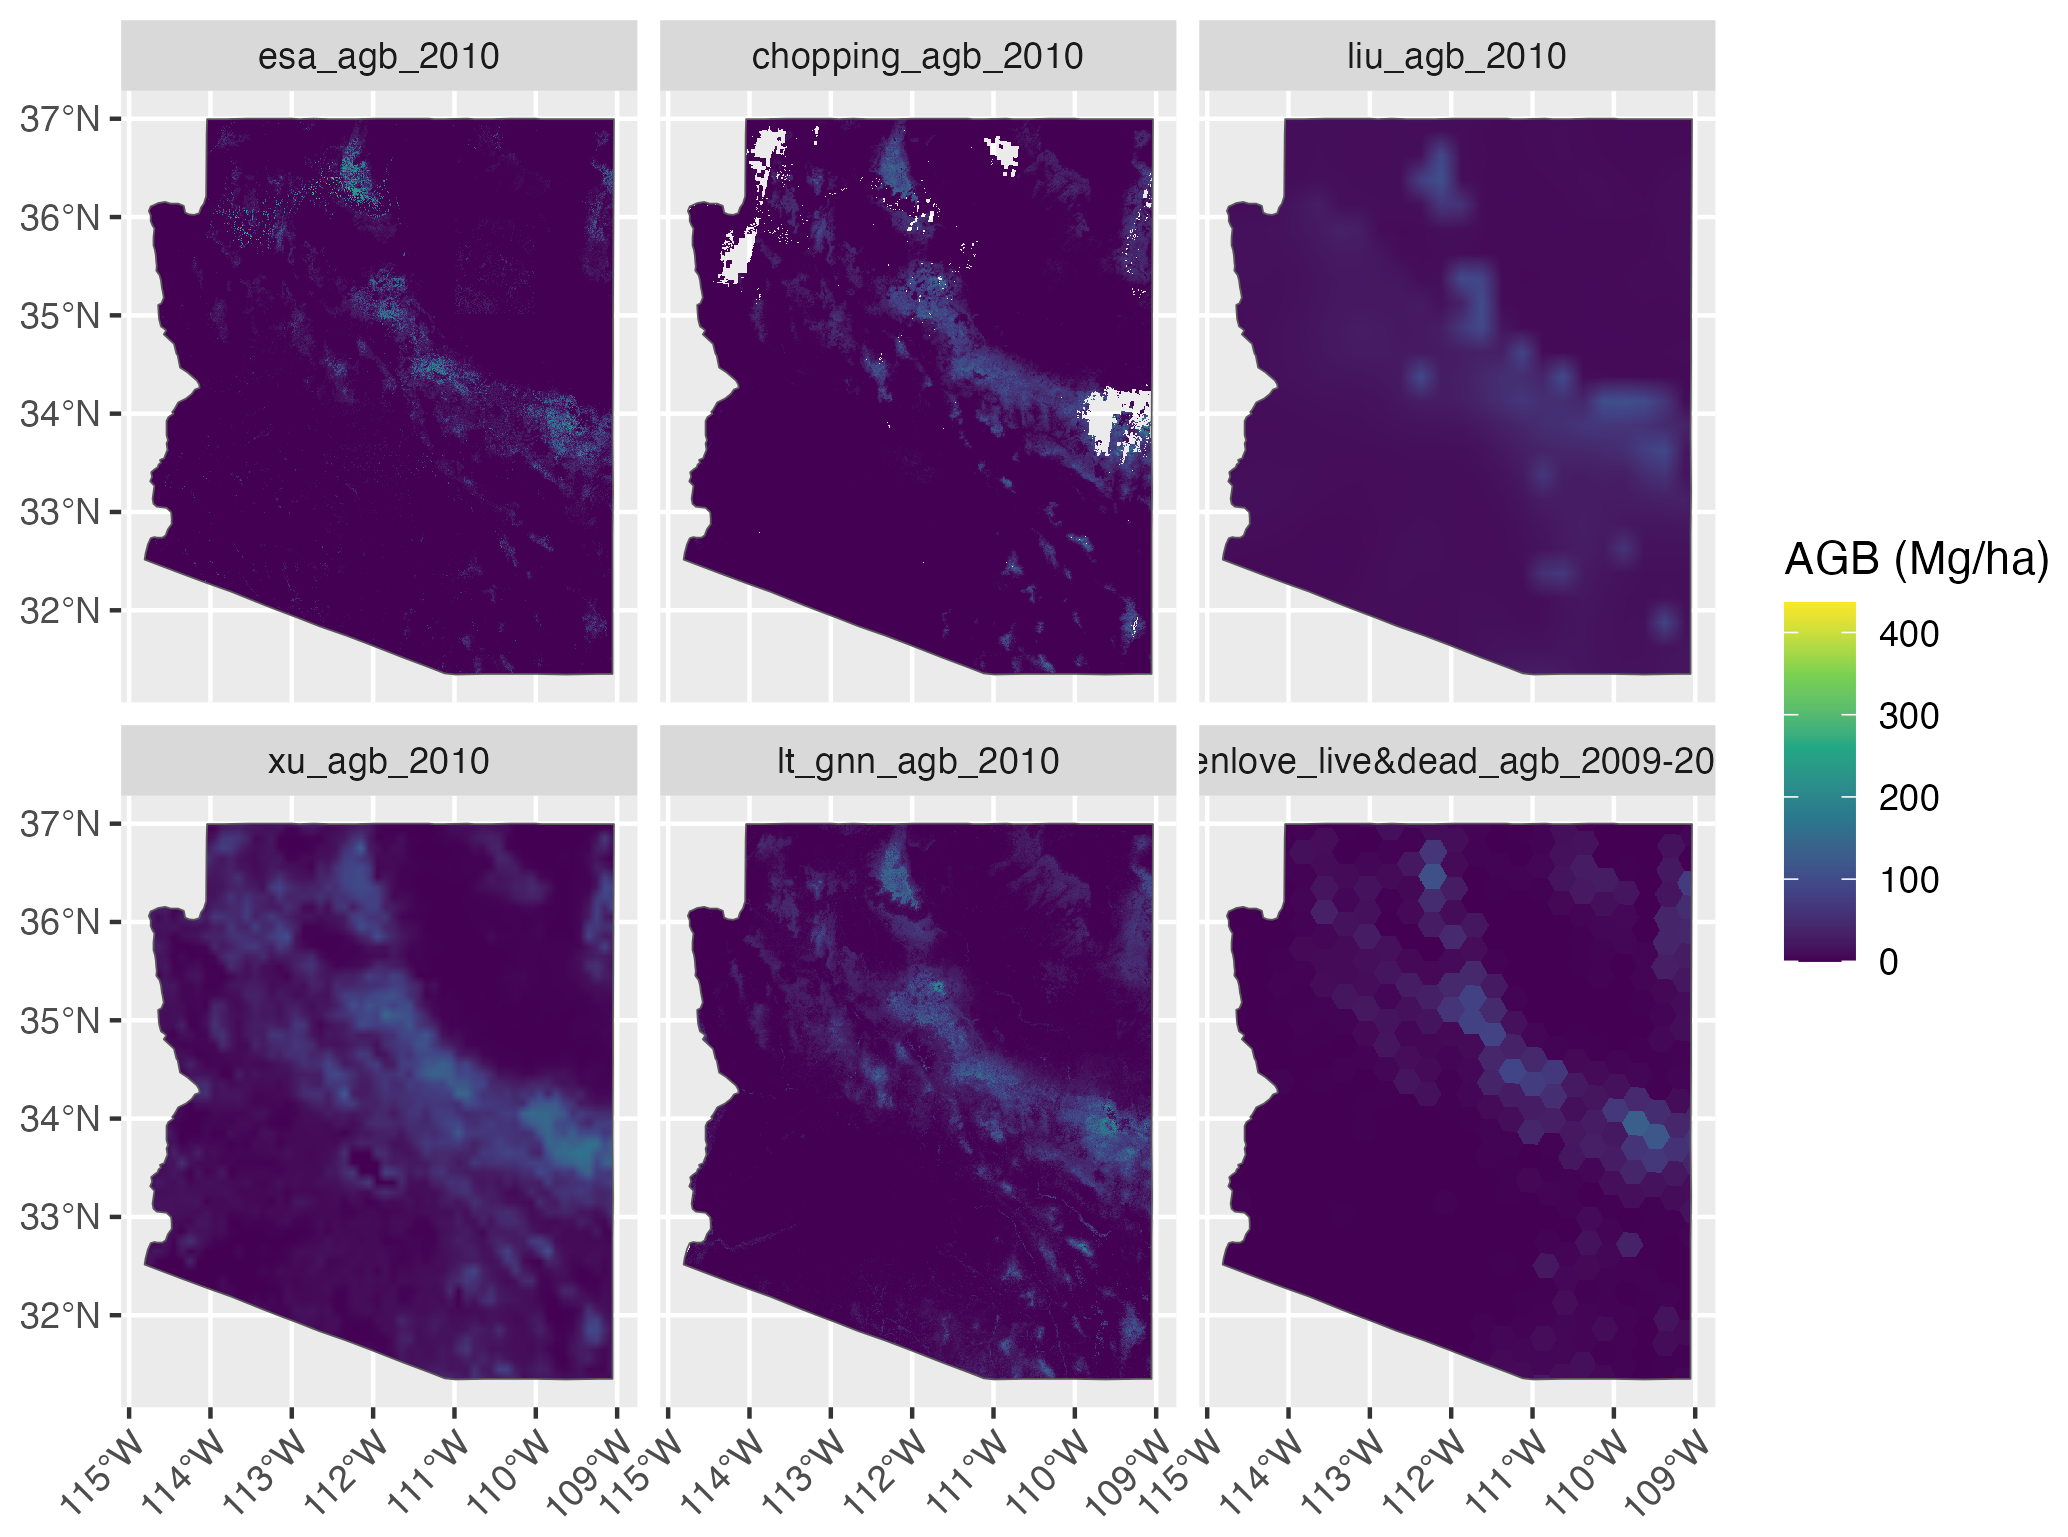 esa_agb_2010 chopping_agb_2010 liu_agb_2010
37°N
36°N
35°N
34°N
33°N
32°N
AGB (Mg/ha)
400
300
200
100
0
xu_agb_2010 lt_gnn_agb_2010 enlove_live&dead_agb_2009-20
37°N
36°N
35°N
34°N
33°N
32°N
115°W 114°W 113°W 112°W 111°W 110°W 109°W 115°W 114°W 113°W 112°W 111°W 110°W 109°W 115°W 114°W 113°W 112°W 111°W 110°W 109°W